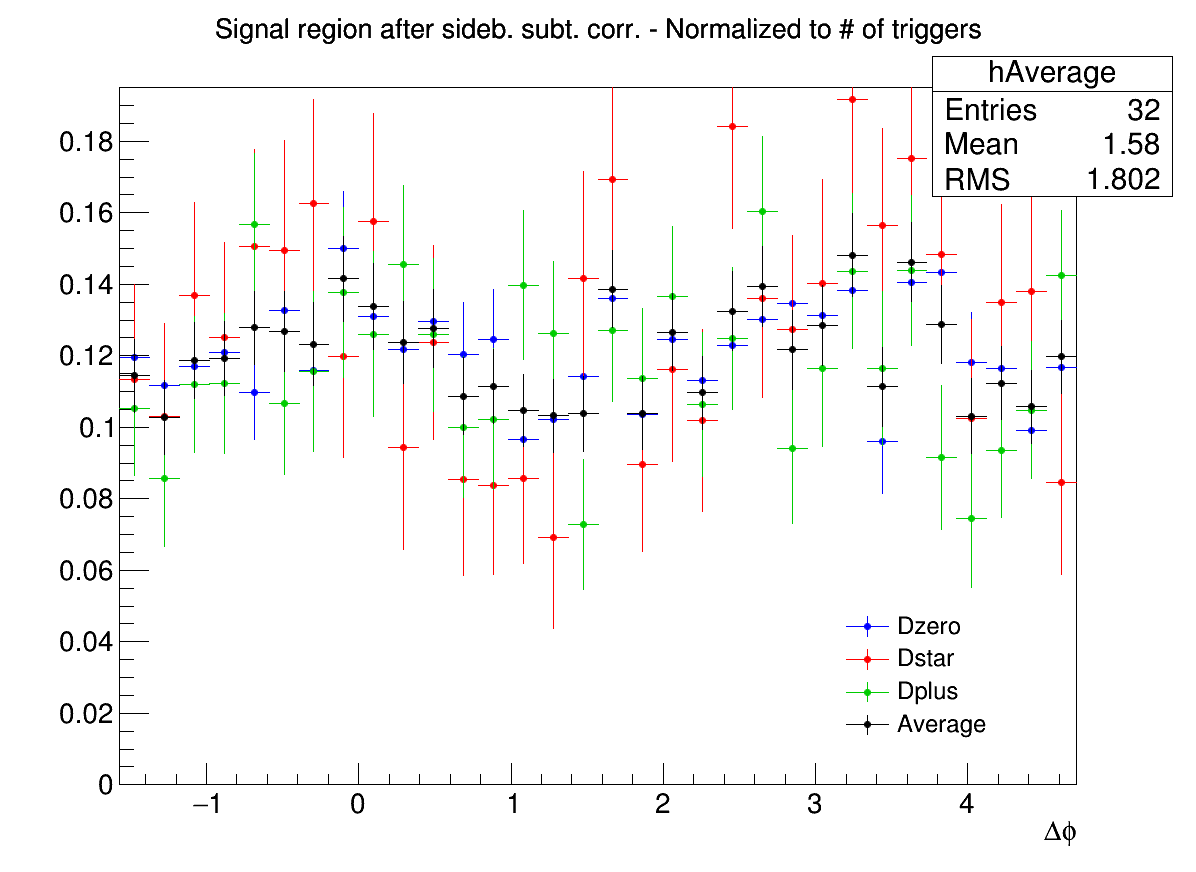 Signal region after sideb. subt. corr. - Normalized to # of triggers
hAverage
Entries 32
Mean 1.58
RMS 1.802
0.18
0.16
0.14
0.12
0.1
0.08
0.06
0.04
0.02
0
Dzero
Dstar
Dplus
Average
−1 0 1 2 3 4
Δϕ